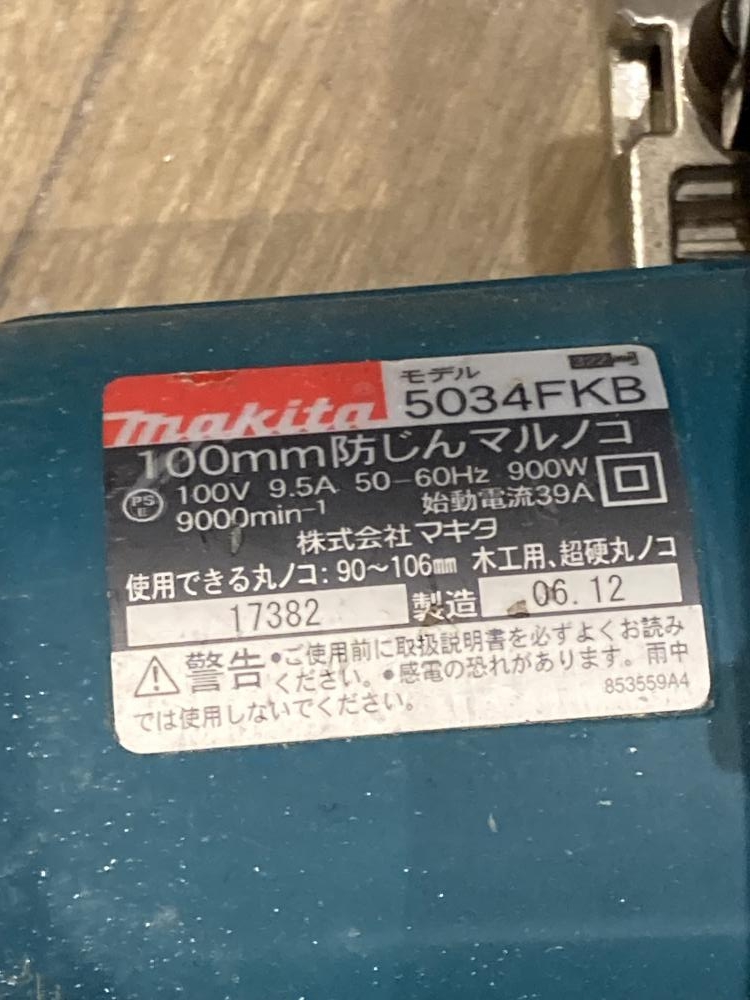 makita
モデル
5034FKB
100mm防じんマルノコ
PS
E
100V 9.5A 50-60Hz 900W
9000min-1 始動電流39A
株式会社マキタ
使用できる丸ノコ:90〜106mm 木工用、超硬丸ノコ
17382 製造 06.12
警告 •ご使用前に取扱説明書を必ずよくお読み
ください。•感電の恐れがあります。雨中
では使用しないでください。
853559A4